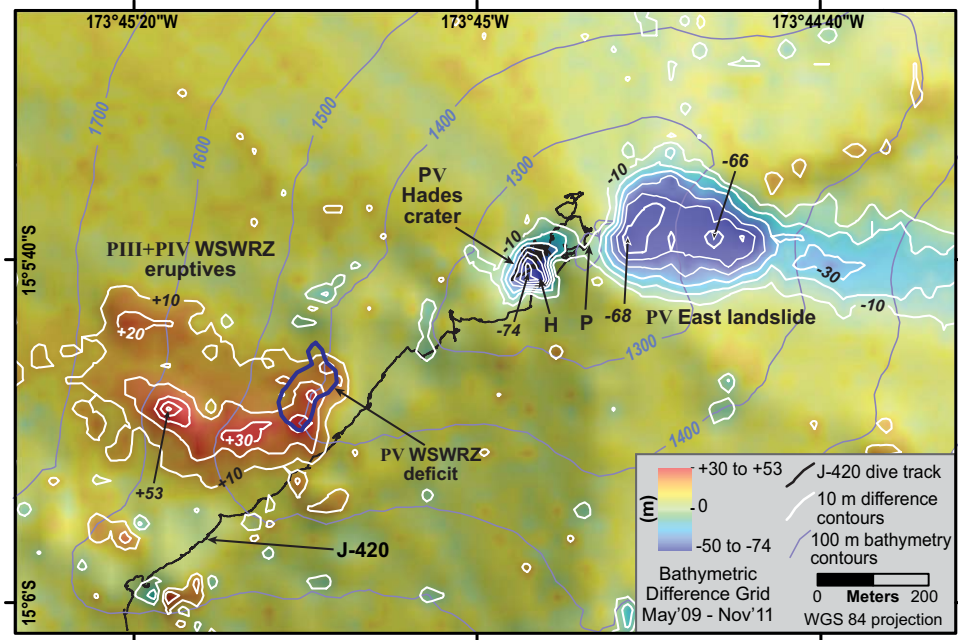 173°45'20"W
173°45'W
173°44'40"W
1700
1600
1500
1400
1300
-10
-66
PV
Hades
crater
-10
15°5'40"S
PIII+PIV WSWRZ
eruptives
+10
+20
-30
-10
-74
H
P
-68
PV East landslide
1300
+30
+53
+10
PV WSWRZ
deficit
1400
J-420
15°6'S
(m)
+30 to +53
0
-50 to -74
Bathymetric
Difference Grid
May'09 - Nov'11
J-420 dive track
10 m difference
contours
100 m bathymetry
contours
0 Meters 200
WGS 84 projection